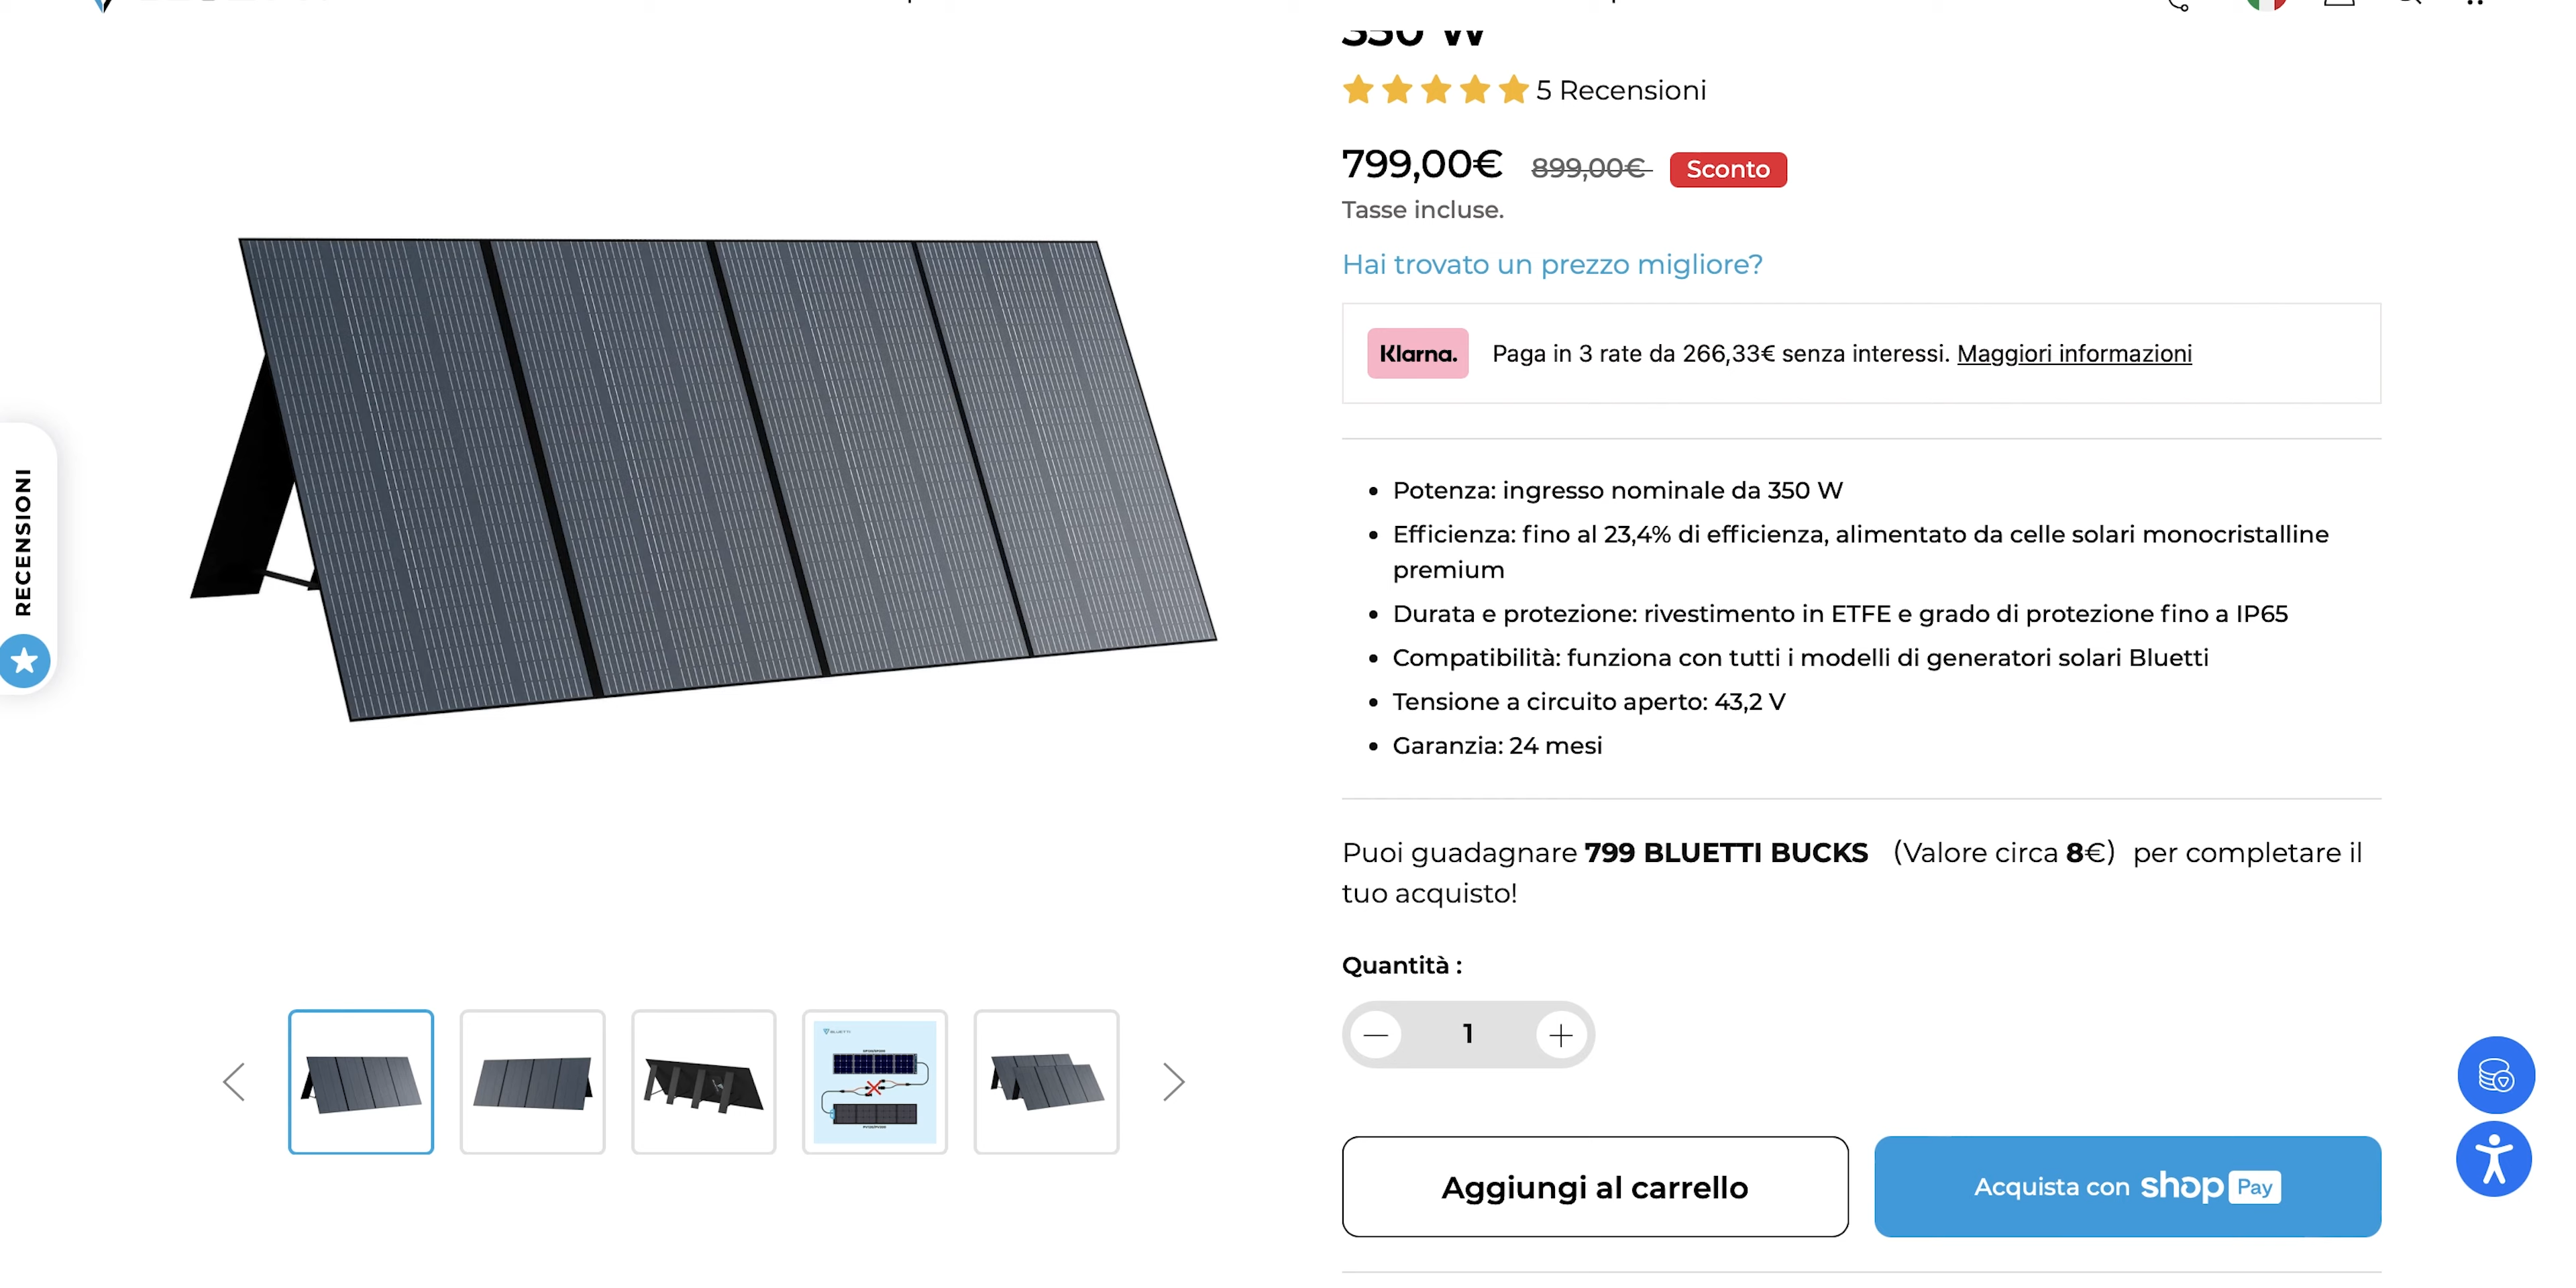 350 W
5 Recensioni
799,00€ 899,00€ Sconto
Tasse incluse.
Hai trovato un prezzo migliore?
Klarna. Paga in 3 rate da 266,33€ senza interessi. Maggiori informazioni
Potenza: ingresso nominale da 350 W
Efficienza: fino al 23,4% di efficienza, alimentato da celle solari monocristalline
premium
Durata e protezione: rivestimento in ETFE e grado di protezione fino a IP65
Compatibilità: funziona con tutti i modelli di generatori solari Bluetti
Tensione a circuito aperto: 43,2 V
Garanzia: 24 mesi
Puoi guadagnare 799 BLUETTI BUCKS (Valore circa 8€) per completare il
tuo acquisto!
Quantità :
1
Aggiungi al carrello
Acquista con shop Pay
RECENSIONI
BLUETTI